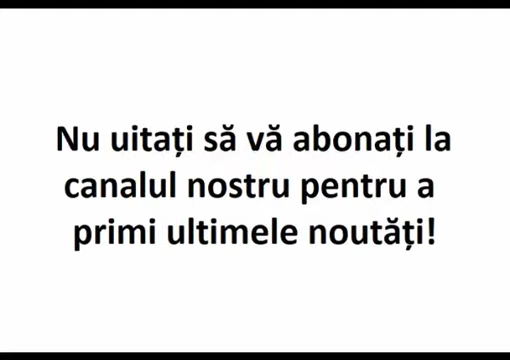 Nu uitați să vă abonați la
canalul nostru pentru a
primi ultimele noutăți!